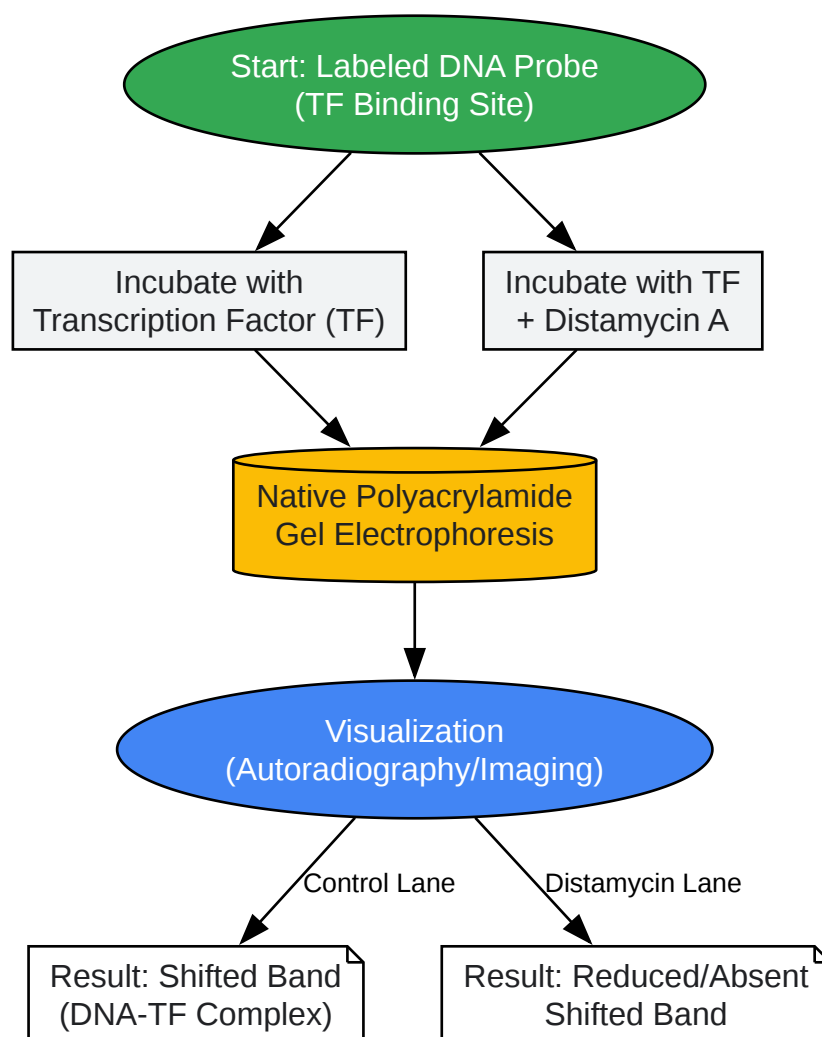 Start: Labeled DNA Probe
(TF Binding Site)
Incubate with
Transcription Factor (TF)
Incubate with TF
+ Distamycin A
Native Polyacrylamide
Gel Electrophoresis
Visualization
(Autoradiography/Imaging)
Control Lane
Distamycin Lane
Result: Shifted Band
(DNA-TF Complex)
Result: Reduced/Absent
Shifted Band